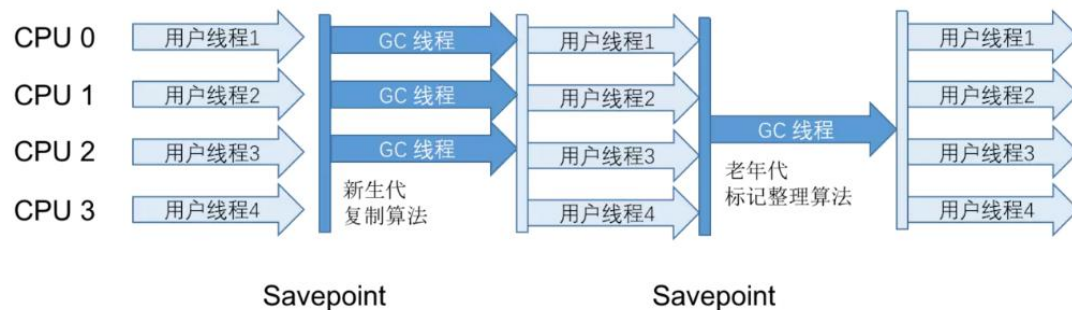 CPU 0 用户线程1 GC 线程 用户线程1 用户线程1
CPU 1 用户线程2 GC 线程 用户线程2 用户线程2
CPU 2 用户线程3 GC 线程 用户线程3 GC 线程 用户线程3
CPU 3 用户线程4 用户线程4 用户线程4
新生代
复制算法
老年代
标记整理算法
Savepoint Savepoint